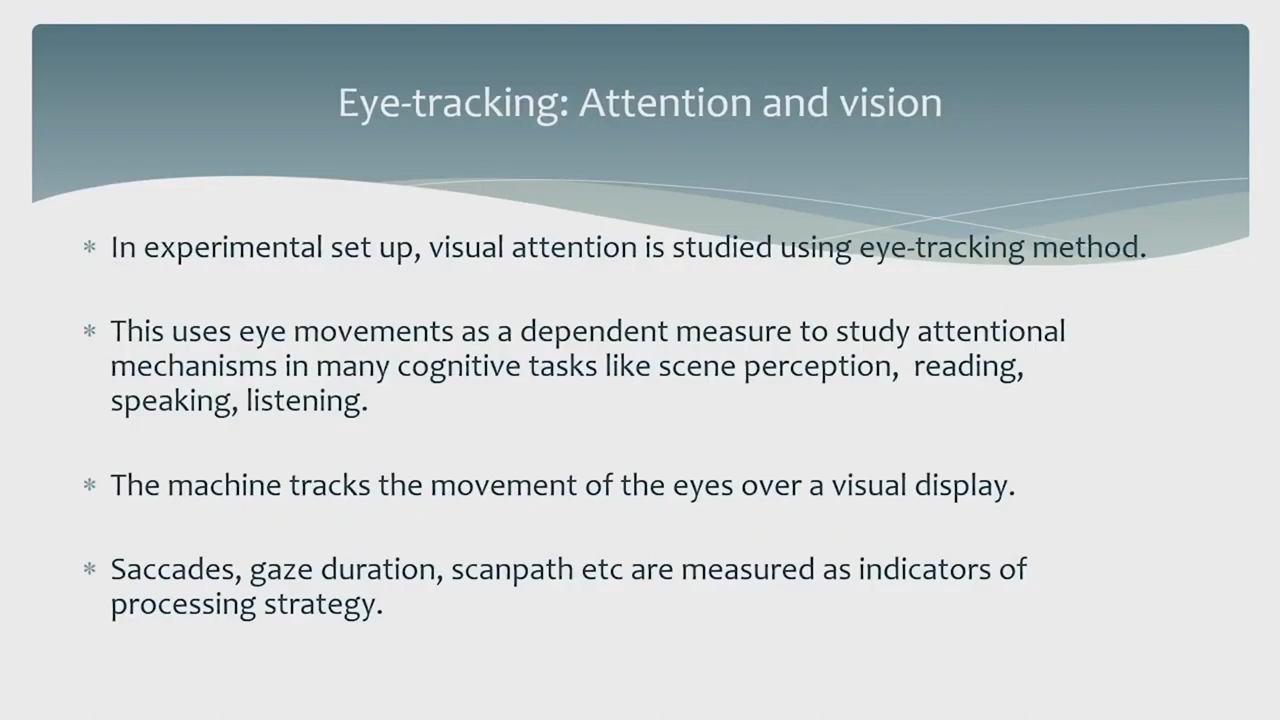 Eye-tracking: Attention and vision
* In experimental set up, visual attention is studied using eye-tracking method.
* This uses eye movements as a dependent measure to study attentional
mechanisms in many cognitive tasks like scene perception,  reading,
speaking, listening.
* The machine tracks the movement of the eyes over a visual display.
* Saccades, gaze duration, scanpath etc are measured as indicators of
processing strategy.